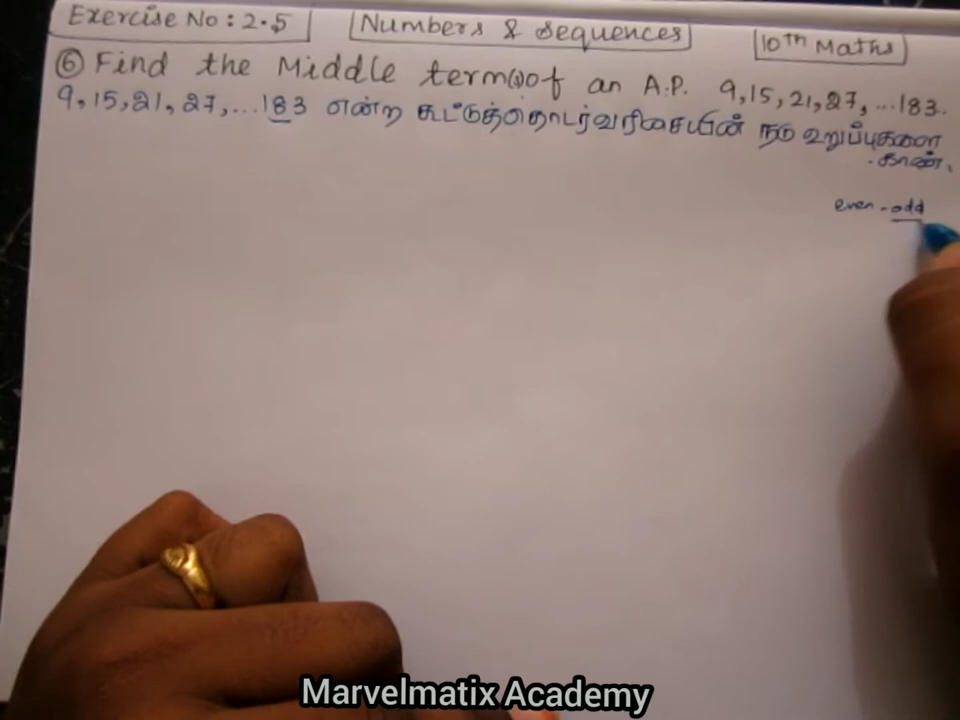 Exercise No: 2.5 Numbers & Sequences 10th Maths
⑥ Find the Middle term(s) of an A.P. 9, 15, 21, 27, ...183.
9, 15, 21, 27, ...183 என்ற கூட்டுத்தொடர்வரிசையின் நடு உறுப்புகளை
காண்.
even - odd
Marvelmatix Academy